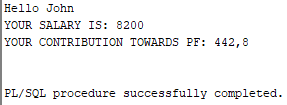 Hello John
YOUR SALARY IS: 8200
YOUR CONTRIBUTION TOWARDS PF: 442,8
PL/SQL procedure successfully completed.